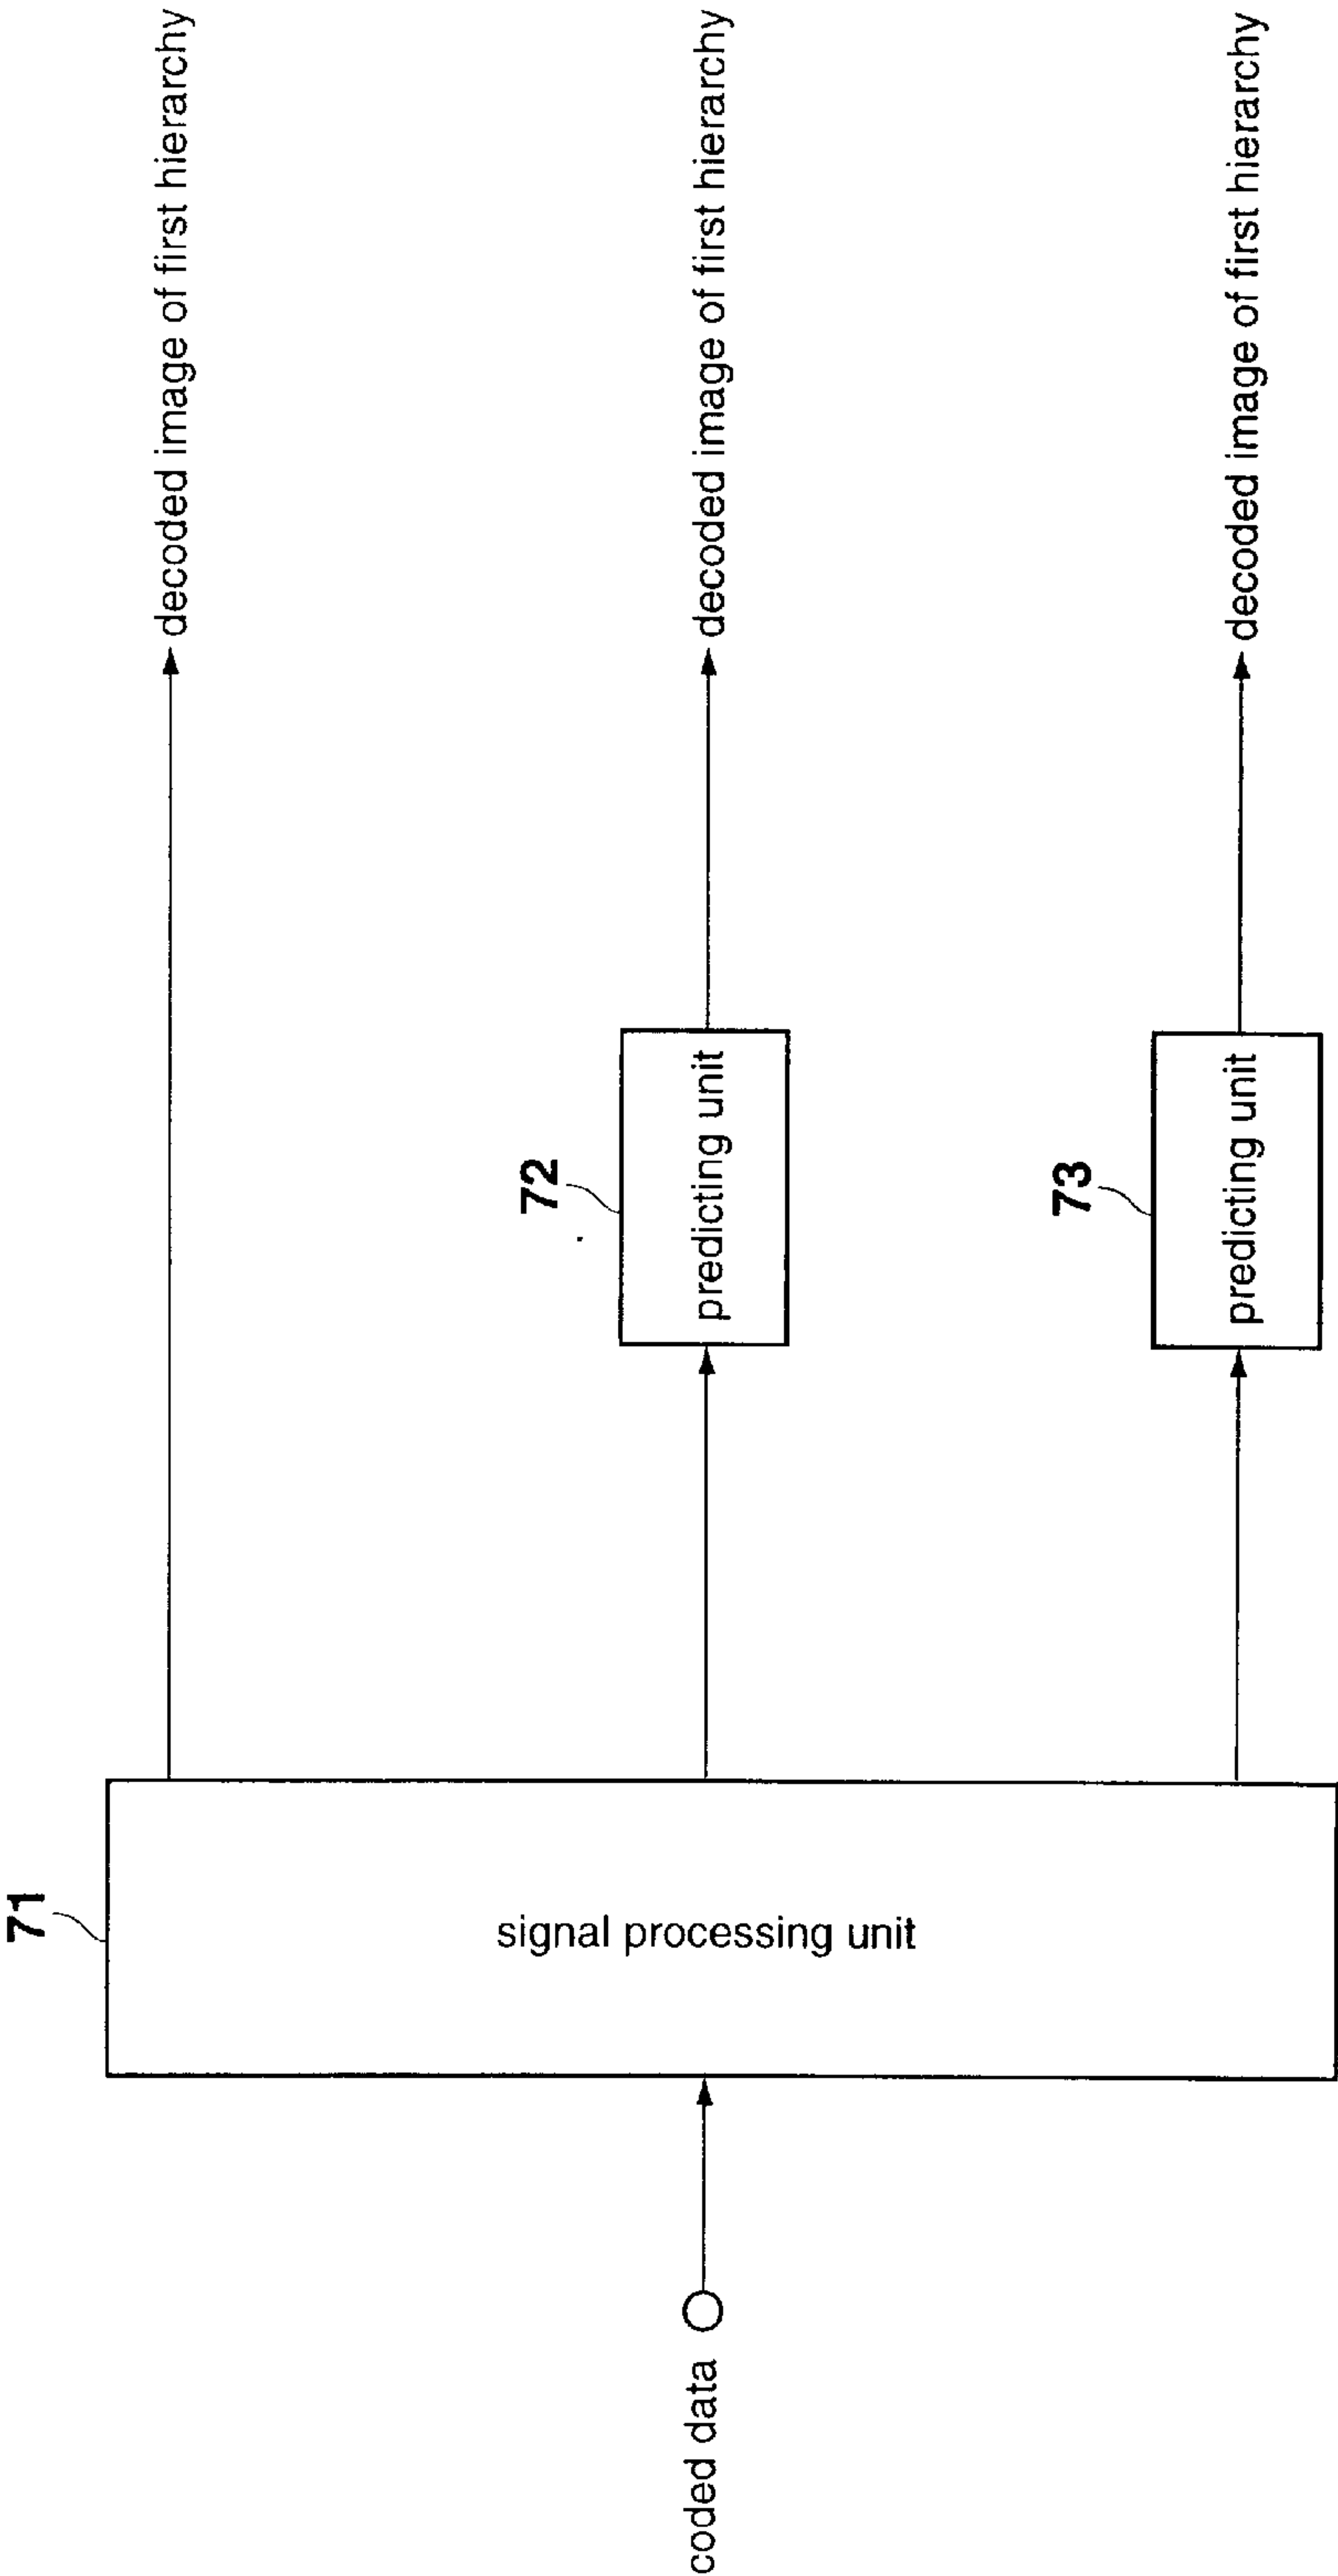 coded data
71
signal processing unit
decoded image of first hierarchy
72
predicting unit
decoded image of first hierarchy
73
predicting unit
decoded image of first hierarchy